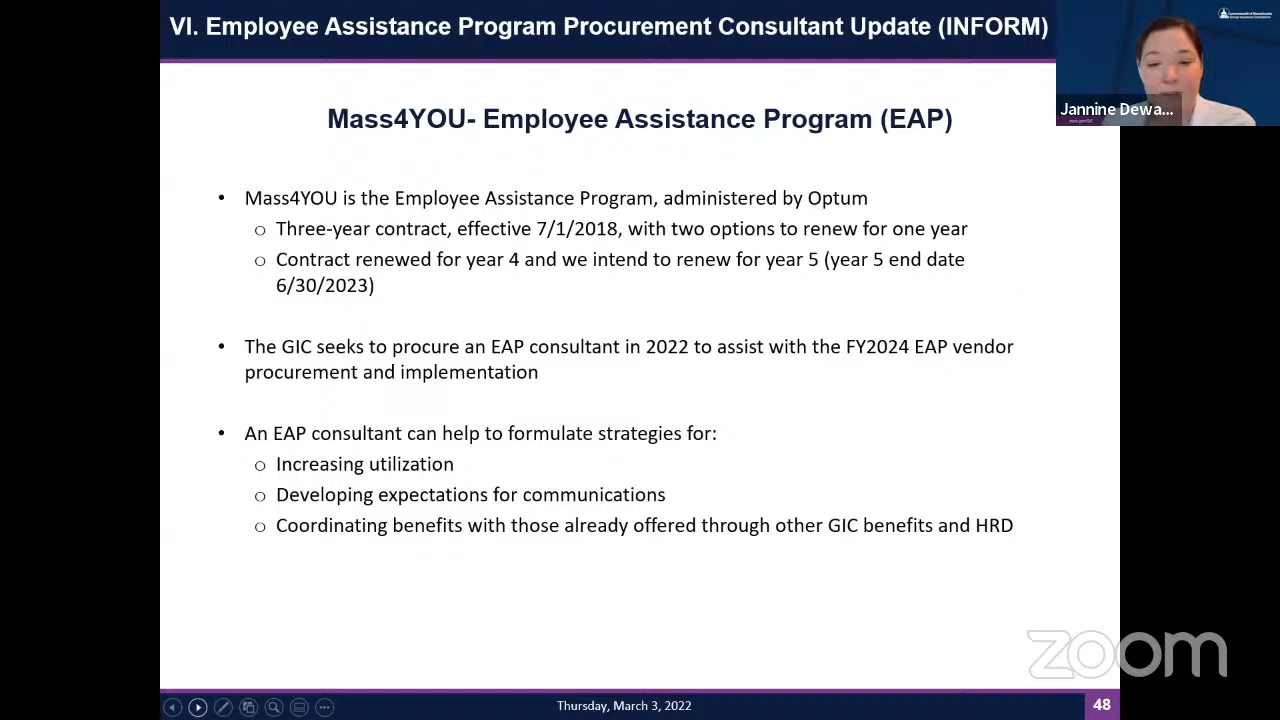 VI. Employee Assistance Program Procurement Consultant Update (INFORM)
Jannine Dewa...
Mass4YOU- Employee Assistance Program (EAP)
• Mass4YOU is the Employee Assistance Program, administered by Optum
o Three-year contract, effective 7/1/2018, with two options to renew for one year
o Contract renewed for year 4 and we intend to renew for year 5 (year 5 end date
6/30/2023)
• The GIC seeks to procure an EAP consultant in 2022 to assist with the FY2024 EAP vendor
procurement and implementation
• An EAP consultant can help to formulate strategies for:
o Increasing utilization
o Developing expectations for communications
o Coordinating benefits with those already offered through other GIC benefits and HRD
zoom
Thursday, March 3, 2022
48